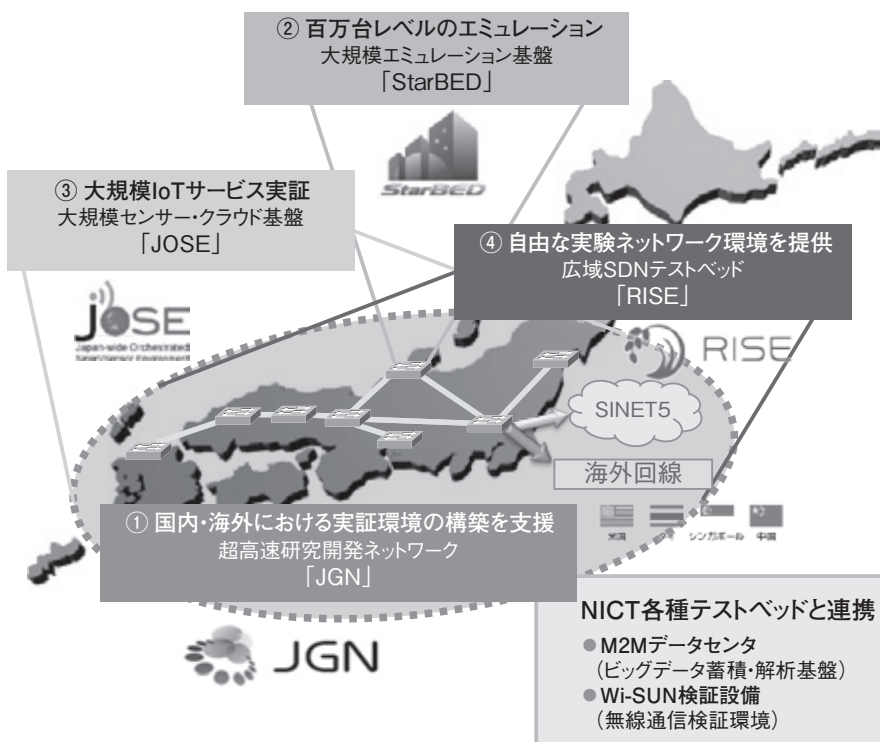 ② 百万台レベルのエミュレーション
大規模エミュレーション基盤
「StarBED」
StarBED
③ 大規模IoTサービス実証
大規模センサー・クラウド基盤
「JOSE」
④ 自由な実験ネットワーク環境を提供
広域SDNテストベッド
「RISE」
JOSE
Japan-wide Orchestrated
RISE
SINET5
海外回線
① 国内・海外における実証環境の構築を支援
超高速研究開発ネットワーク
「JGN」
米国
タイ
シンガポール
中国
JGN
NICT各種テストベッドと連携
●M2Mデータセンタ
(ビッグデータ蓄積・解析基盤)
●Wi-SUN検証設備
(無線通信検証環境)